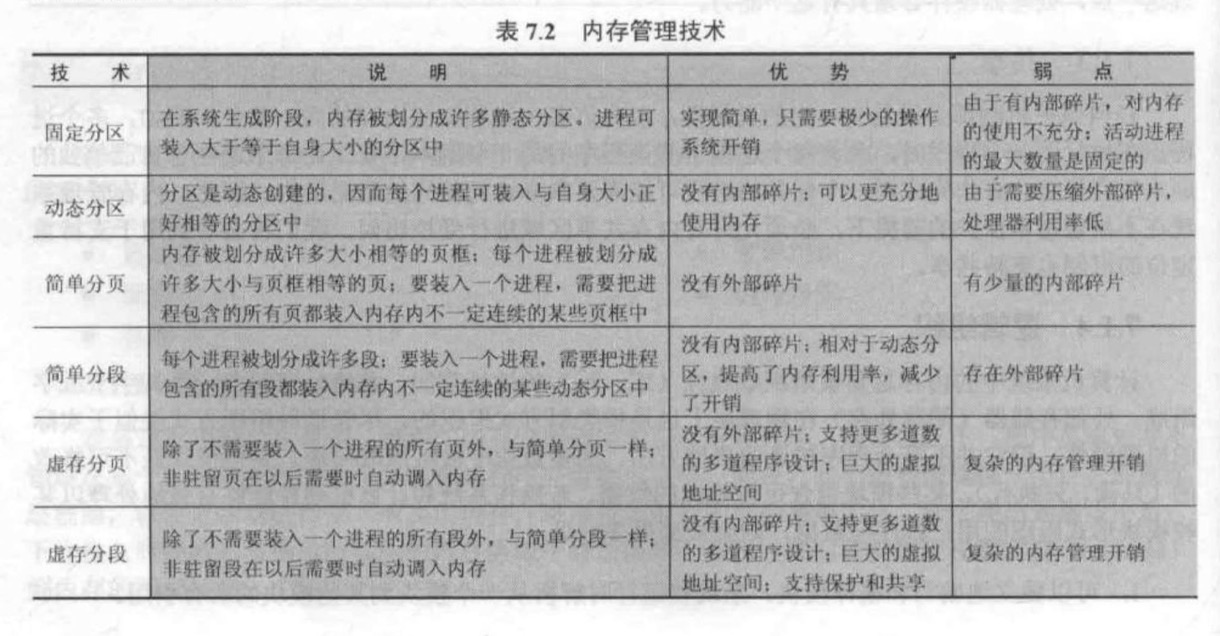 表 7.2 内存管理技术
技 术 说 明 优 势 弱 点
固定分区
在系统生成阶段，内存被划分成许多静态分区。进程可
装入大于等于自身大小的分区中
实现简单，只需要极少的操作
系统开销
由于有内部碎片，对内存
的使用不充分；活动进程
的最大数量是固定的
动态分区
分区是动态创建的，因而每个进程可装入与自身大小正
好相等的分区中
没有内部碎片；可以更充分地
使用内存
由于需要压缩外部碎片，
处理器利用率低
简单分页
内存被划分成许多大小相等的页框；每个进程被划分成
许多大小与页框相等的页；要装入一个进程，需要把进
程包含的所有页都装入内存内不一定连续的某些页框中
没有外部碎片
有少量的内部碎片
简单分段
每个进程被划分成许多段；要装入一个进程，需要把进程
包含的所有段都装入内存内不一定连续的某些动态分区中
没有内部碎片；相对于动态分
区，提高了内存利用率，减少
了开销
存在外部碎片
虚存分页
除了不需要装入一个进程的所有页外，与简单分页一样；
非驻留页在以后需要时自动调入内存
没有外部碎片；支持更多道数
的多道程序设计；巨大的虚拟
地址空间
复杂的内存管理开销
虚存分段
除了不需要装入一个进程的所有段外，与简单分段一样；
非驻留段在以后需要时自动调入内存
没有内部碎片；支持更多道数
的多道程序设计；巨大的虚拟
地址空间；支持保护和共享
复杂的内存管理开销